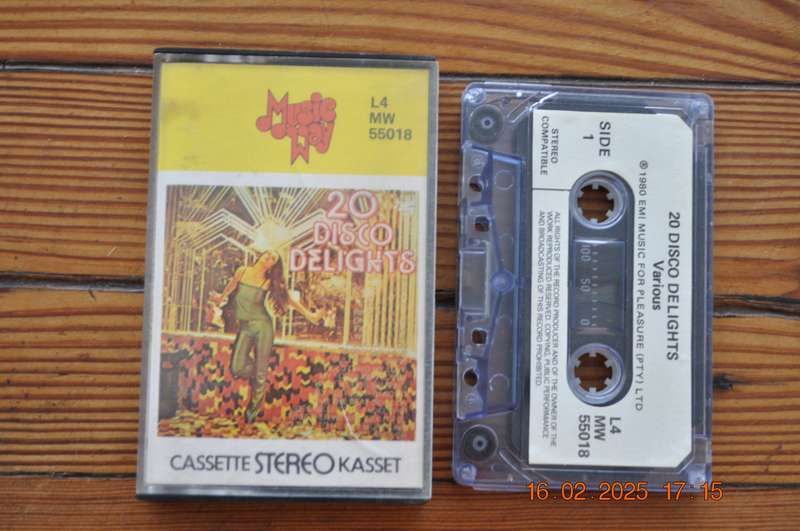 Music
Way
L4
MW
55018
20
DISCO
DELIGHTS
CASSETTE STEREO KASSET
SIDE
1
STEREO
COMPATIBLE
℗1980 EMI MUSIC FOR PLEASURE (PTY) LTD
20 DISCO DELIGHTS
Various
L4
MW
55018
ALL RIGHTS OF THE RECORD PRODUCER AND OF THE OWNER OF THE
WORK REPRODUCED RESERVED. COPYING, PUBLIC PERFORMANCE
AND BROADCASTING OF THIS RECORD PROHIBITED.
100 50 0
16.02.2025 17:15